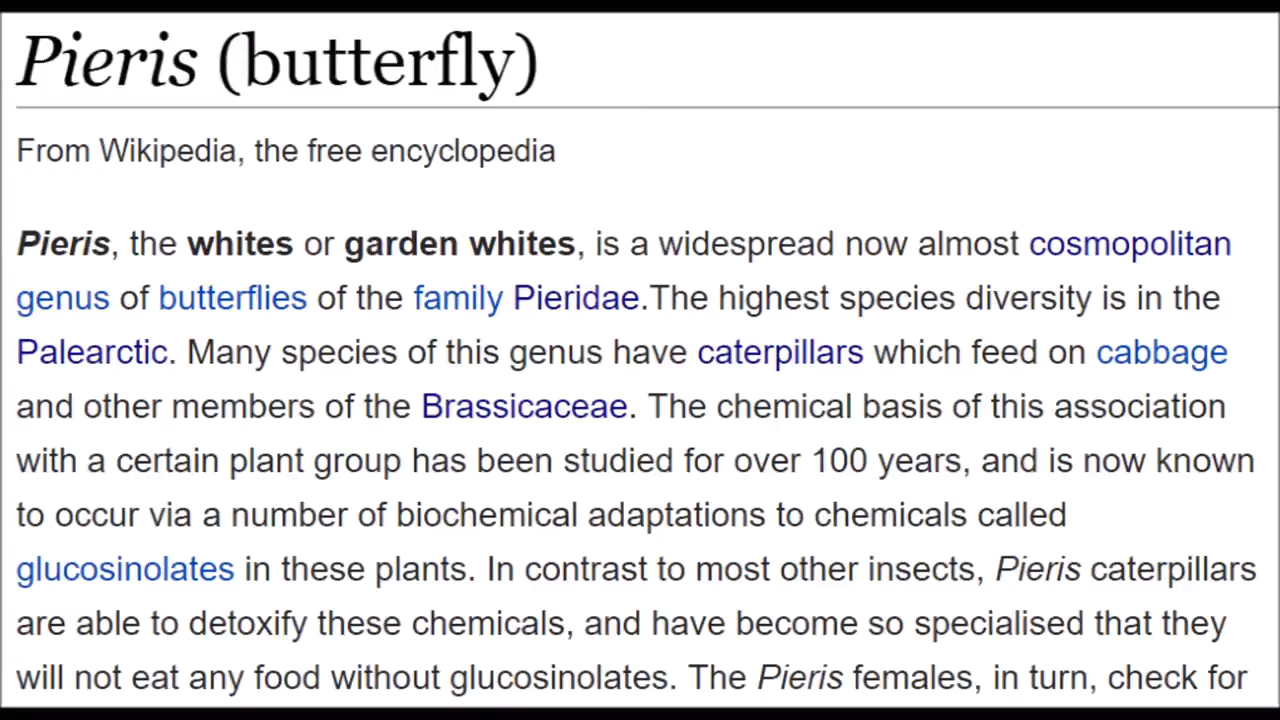 Pieris (butterfly)
From Wikipedia, the free encyclopedia
Pieris, the whites or garden whites, is a widespread now almost cosmopolitan
genus of butterflies of the family Pieridae.The highest species diversity is in the
Palearctic. Many species of this genus have caterpillars which feed on cabbage
and other members of the Brassicaceae. The chemical basis of this association
with a certain plant group has been studied for over 100 years, and is now known
to occur via a number of biochemical adaptations to chemicals called
glucosinolates in these plants. In contrast to most other insects, Pieris caterpillars
are able to detoxify these chemicals, and have become so specialised that they
will not eat any food without glucosinolates. The Pieris females, in turn, check for